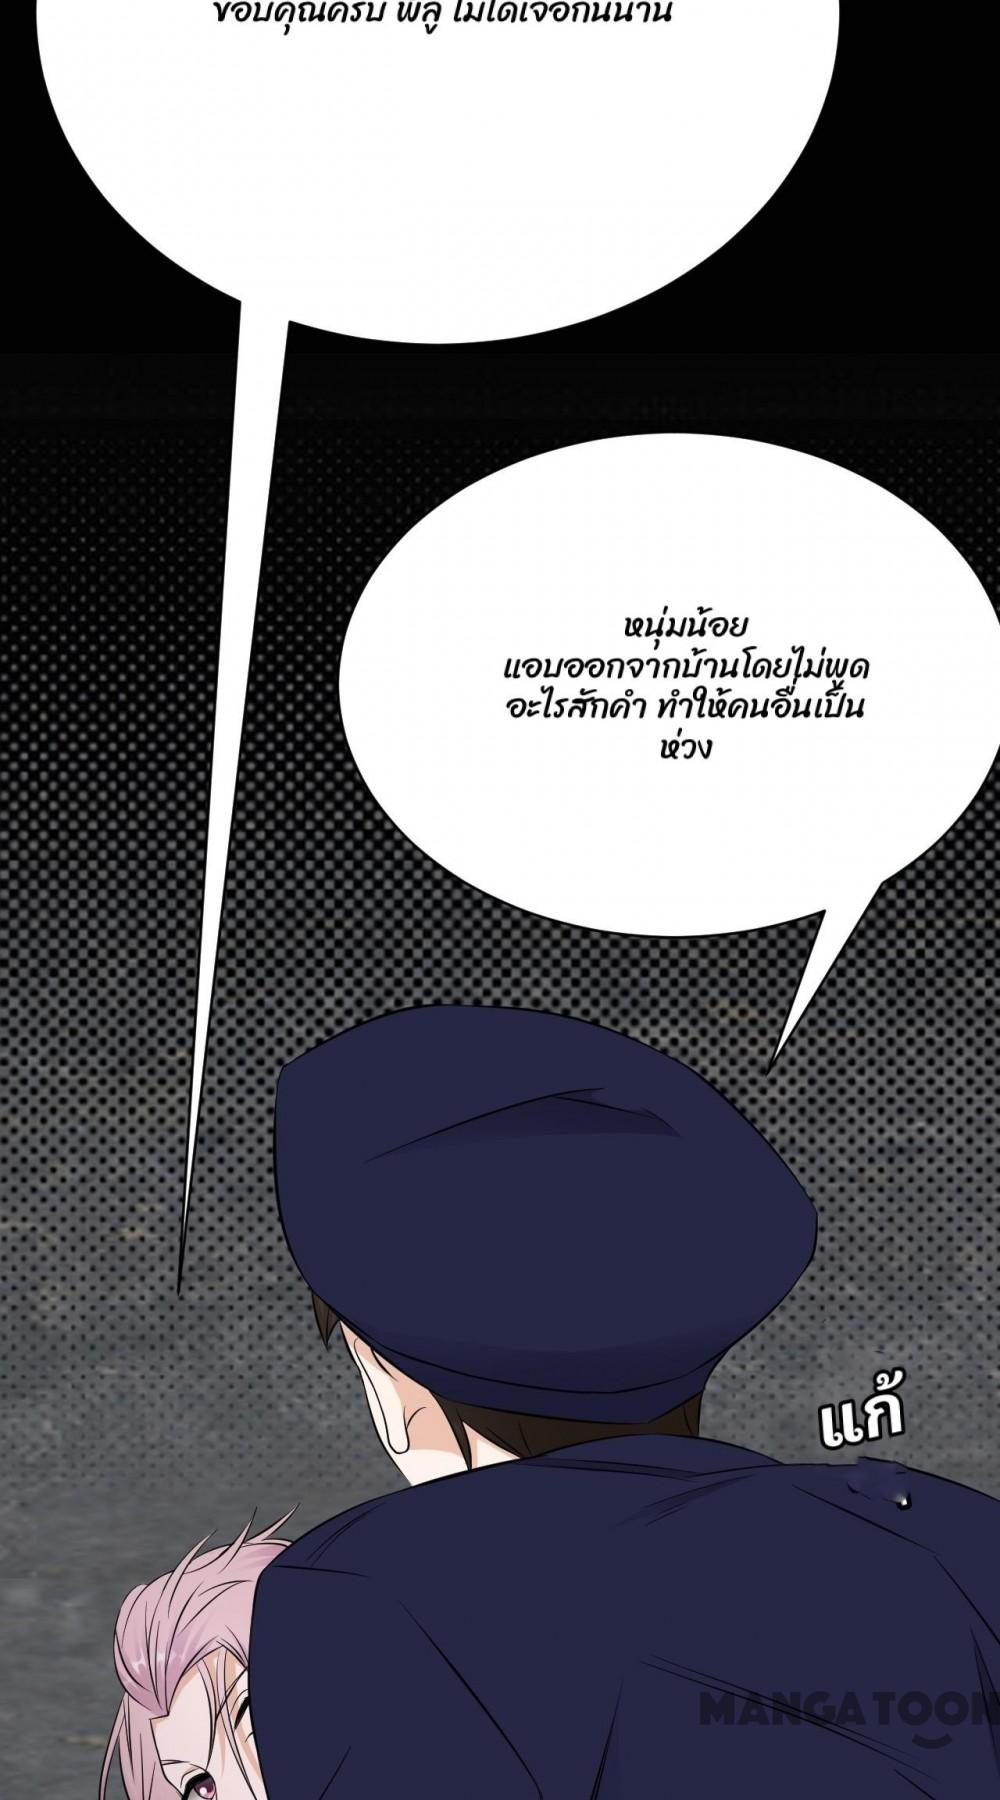 ขอบคุณครับ พี่ลู่ ไม่ได้เจอกันนาน
หนุ่มน้อย
แอบออกจากบ้านโดยไม่พูด
อะไรสักคำ ทำให้คนอื่นเป็น
ห่วง
แก้
MANGATOON